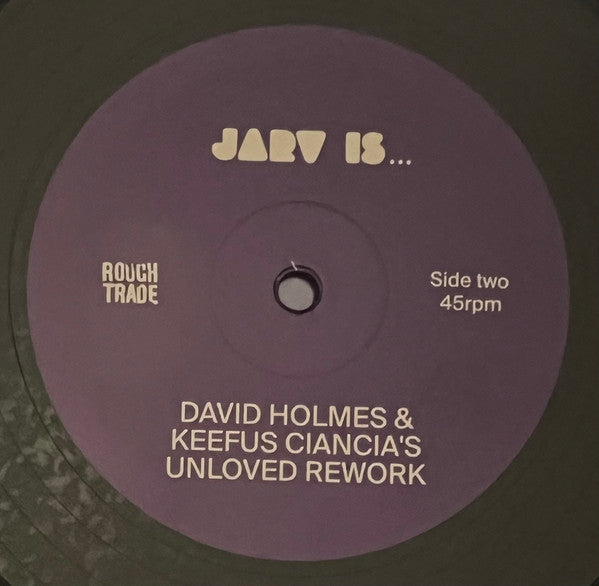 JARV IS...
ROUGH
TRADE
Side two
45rpm
DAVID HOLMES &
KEEFUS CIANCIA'S
UNLOVED REWORK